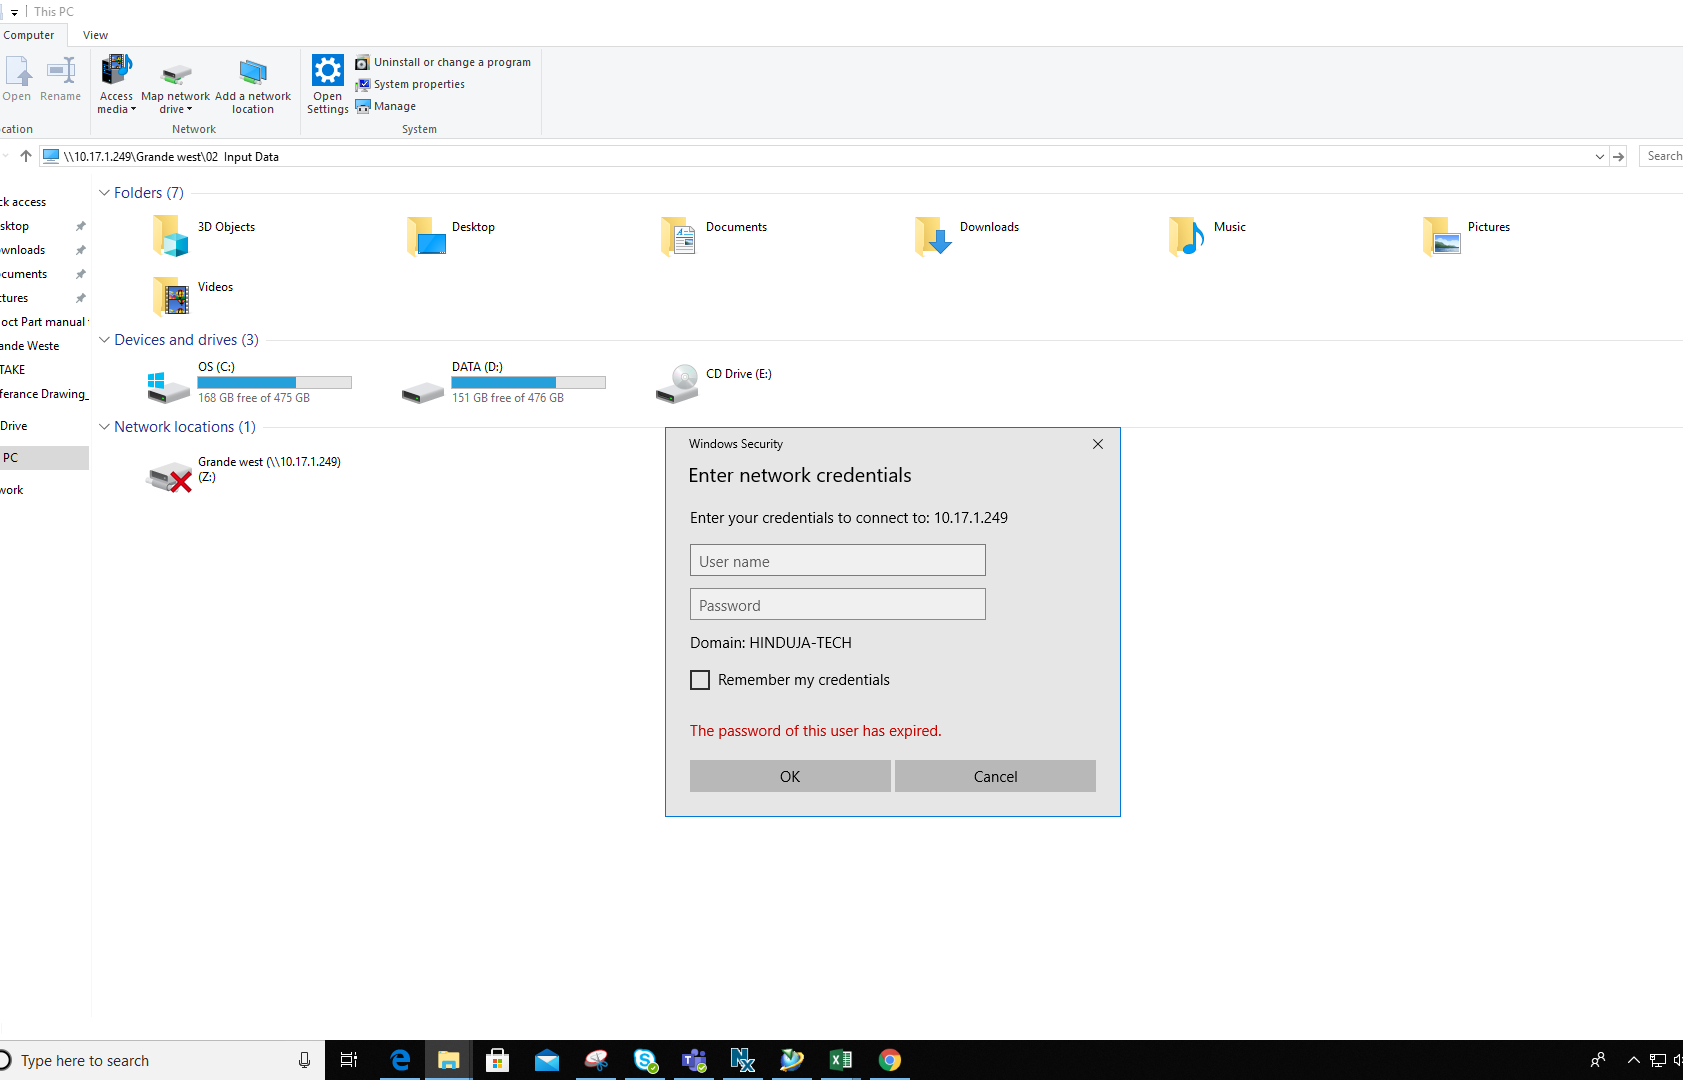 This PC
Computer View
Open Rename
Access media
Map network drive
Add a network location
Open Settings
Uninstall or change a program
System properties
Manage
cation
Network
System
\\10.17.1.249\Grande west\02 Input Data
Search
ck access
sktop
wnloads
cuments
tures
oct Part manual
ande Weste
TAKE
ferance Drawing_
Drive
PC
work
Folders (7)
3D Objects
Desktop
Documents
Downloads
Music
Pictures
Videos
Devices and drives (3)
OS (C:)
168 GB free of 475 GB
DATA (D:)
151 GB free of 476 GB
CD Drive (E:)
Network locations (1)
Grande west (\\10.17.1.249)
(Z:)
Windows Security
Enter network credentials
Enter your credentials to connect to: 10.17.1.249
User name
Password
Domain: HINDUJA-TECH
Remember my credentials
The password of this user has expired.
OK Cancel
Type here to search